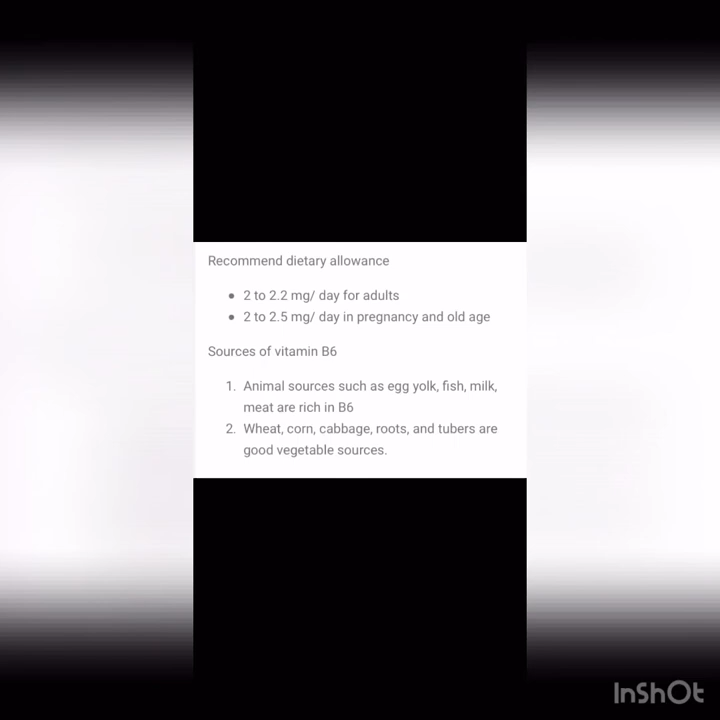 Recommend dietary allowance
• 2 to 2.2 mg/ day for adults
• 2 to 2.5 mg/ day in pregnancy and old age
Sources of vitamin B6
1. Animal sources such as egg yolk, fish, milk,
meat are rich in B6
2. Wheat, corn, cabbage, roots, and tubers are
good vegetable sources.
InShOt